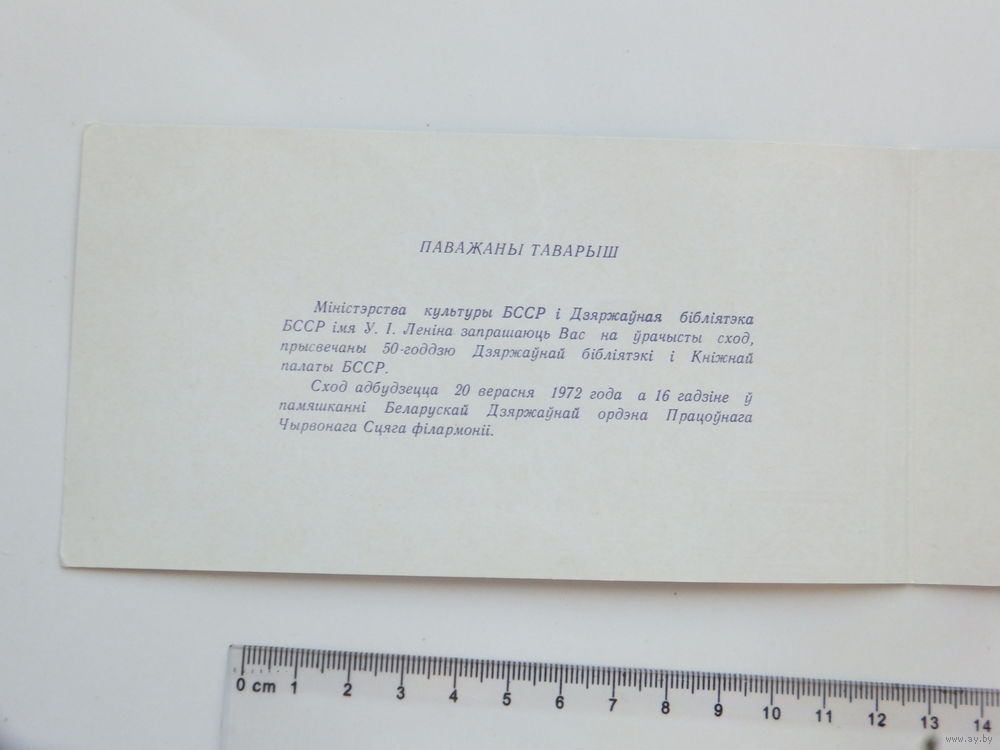 ПАВАЖАНЫ ТАВАРЫШ
Міністэрства культуры БССР і Дзяржаўная бібліятэка
БССР імя У. І. Леніна запрашаюць Вас на ўрачысты сход,
прысвечаны 50-годдзю Дзяржаўнай бібліятэкі і Кніжнай
палаты БССР.
Сход адбудзецца 20 верасня 1972 года а 16 гадзіне ў
памяшканні Беларускай Дзяржаўнай ордэна Працоўнага
Чырвонага Сцяга філармоніі.
0 cm 1 2 3 4 5 6 7 8 9 10 11 12 13 14
www.ay.by